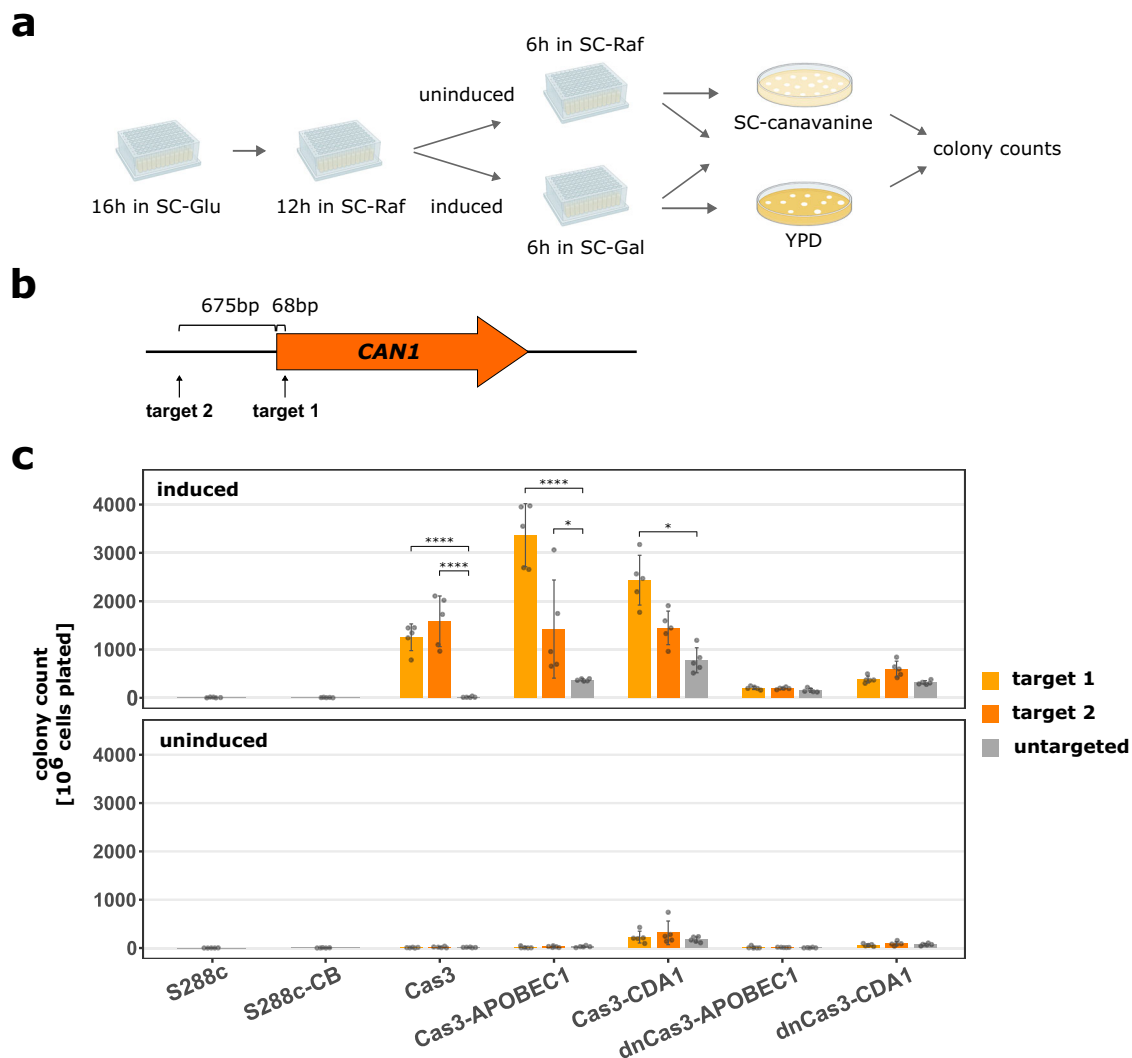 a
6h in SC-Raf
uninduced
SC-canavanine
colony counts
16h in SC-Glu
12h in SC-Raf
induced
6h in SC-Gal
YPD
b
675bp
68bp
CAN1
target 2
target 1
c
colony count
[10⁶ cells plated]
induced
4000
3000
2000
1000
0
****
****
****
*
*
uninduced
4000
3000
2000
1000
0
S288c
S288c-CB
Cas3
Cas3-APOBEC1
Cas3-CDA1
dnCas3-APOBEC1
dnCas3-CDA1
target 1
target 2
untargeted